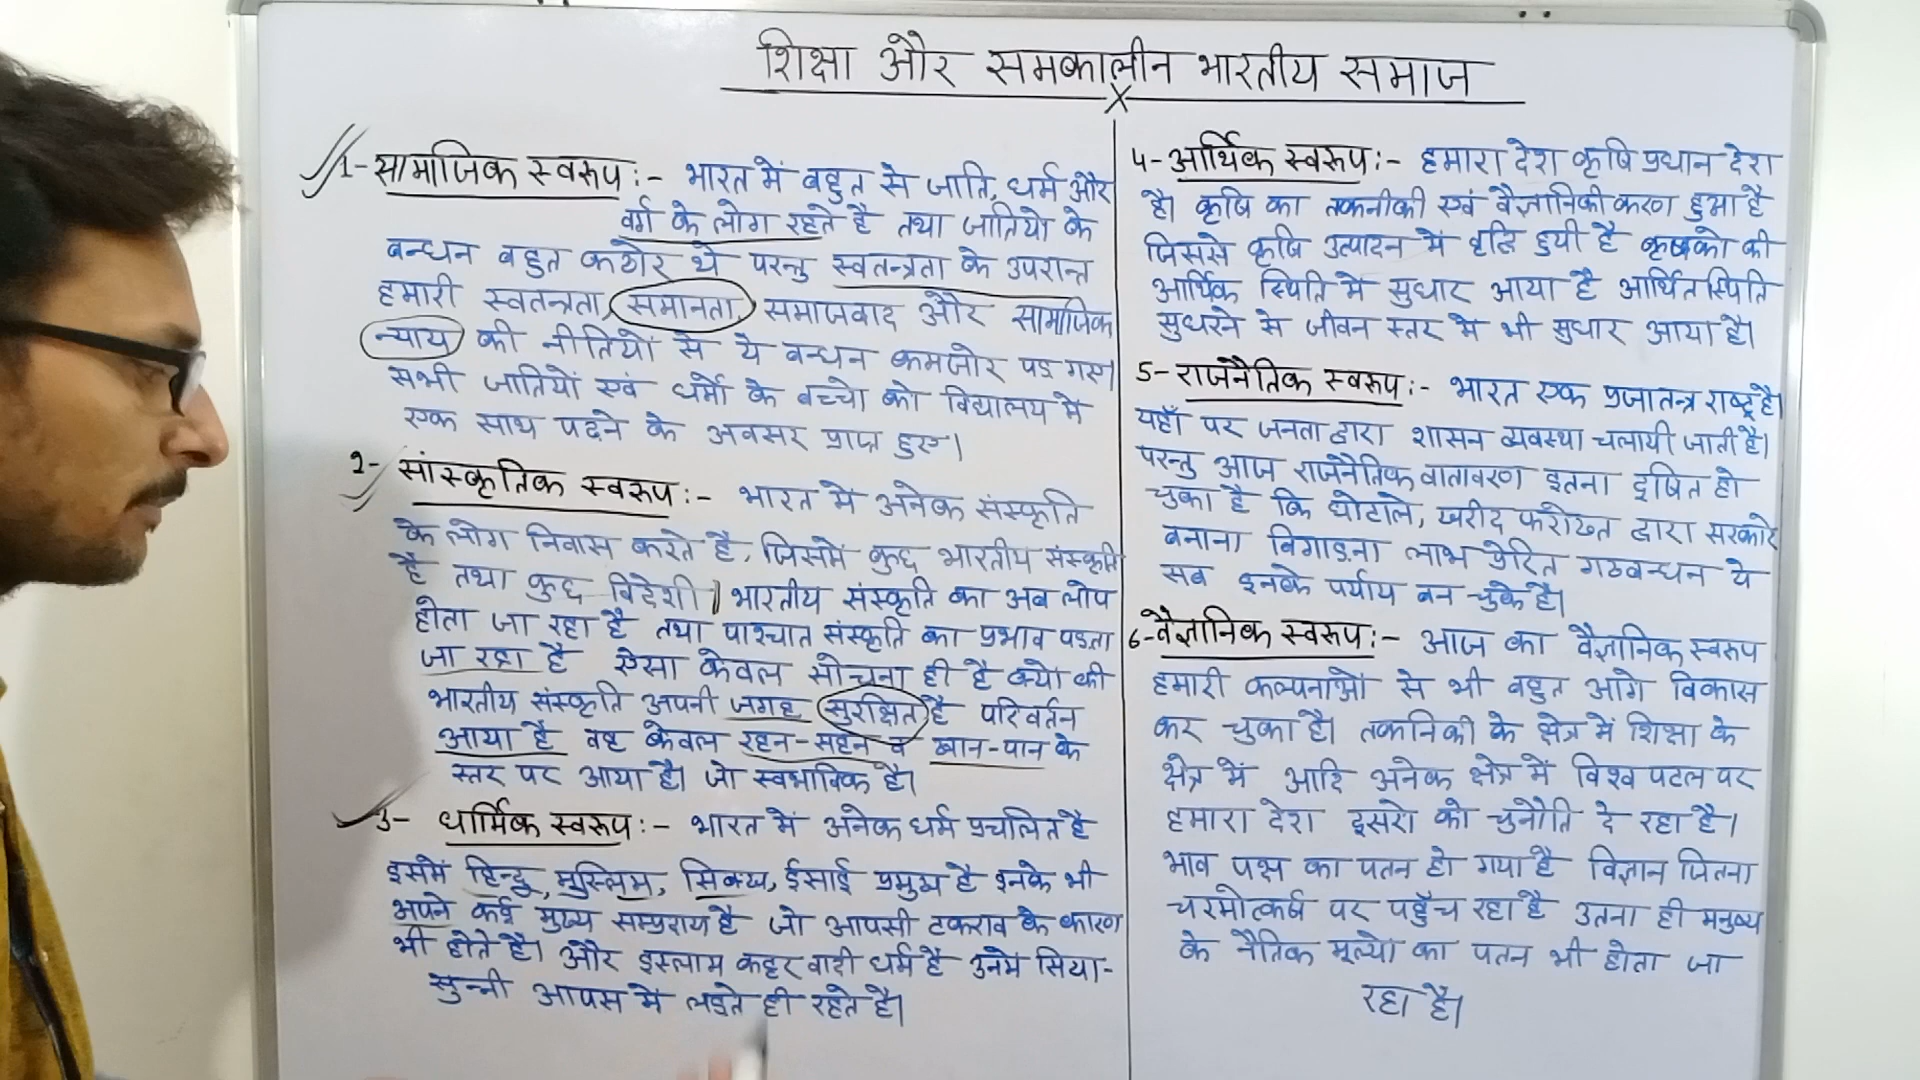 शिक्षा और समकालीन भारतीय समाज
1- सामाजिक स्वरूप :- भारत में बहुत से जाति, धर्म और
वर्ग के लोग रहते है तथा जातियो के
बन्धन बहुत कठोर थे परन्तु स्वतन्त्रता के उपरान्त
हमारी स्वतन्त्रता, समानता, समाजवाद और सामाजिक
न्याय की नीतियों से ये बन्धन कमजोर पड गए।
सभी जातियों एवं धर्मो के बच्चो को विद्यालय में
एक साथ पढने के अवसर प्राप्त हुए।
2- सांस्कृतिक स्वरूप :- भारत में अनेक संस्कृति
के लोग निवास करते है, जिसमें कुछ भारतीय संस्कृति
है तथा कुछ विदेशी। भारतीय संस्कृति का अब लोप
होता जा रहा है तथा पाश्चात संस्कृति का प्रभाव पडता
जा रहा है ऐसा केवल सोचना ही है क्यो की
भारतीय संस्कृति अपनी जगह सुरक्षित है परिवर्तन
आया है वह केवल रहन-सहन व खान-पान के
स्तर पर आया है। जो स्वभाविक है।
3- धार्मिक स्वरूप :- भारत में अनेक धर्म प्रचलित है
इसमें हिन्दु, मुस्लिम, सिक्ख, ईसाई प्रमुख है इनके भी
अपने कई मुख्य सम्प्रराय है जो आपसी टकराव के कारण
भी होते है। और इस्लाम कट्टर वादी धर्म है उनमे सिया-
सुन्नी आपस में लडते ही रहते है।
4- आर्थिक स्वरूप :- हमारा देश कृषि प्रधान देश
है। कृषि का तकनीकी एवं वैज्ञानिकी करण हुआ है
जिससे कृषि उत्पादन में वृद्धि हुयी है कृषको की
आर्थिक स्थिति में सुधार आया है आर्थित स्थिति
सुधरने से जीवन स्तर में भी सुधार आया है।
5- राजनैतिक स्वरूप :- भारत एक प्रजातन्त्र राष्ट्र है।
यहाँ पर जनता द्वारा शासन व्यवस्था चलायी जाती है।
परन्तु आज राजनैतिक वातावरण इतना दूषित हो
चुका है कि घोटाले, खरीद फरोख्त द्वारा सरकारे
बनाना बिगाड़ना लाभ प्रेरित गठबन्धन ये
सब इनके पर्याय बन चुके है।
6- वैज्ञानिक स्वरूप :- आज का वैज्ञानिक स्वरूप
हमारी कल्पनाओं से भी बहुत आगे विकास
कर चुका है। तकनिकी के क्षेत्र में शिक्षा के
क्षेत्र में आदि अनेक क्षेत्र में विश्व पटल पर
हमारा देश दूसरो को चुनौति दे रहा है।
भाव पक्ष का पतन हो गया है विज्ञान जितना
चरमोत्कर्ष पर पहुँच रहा है उतना ही मनुष्य
के नैतिक मूल्यो का पतन भी होता जा
रहा है।